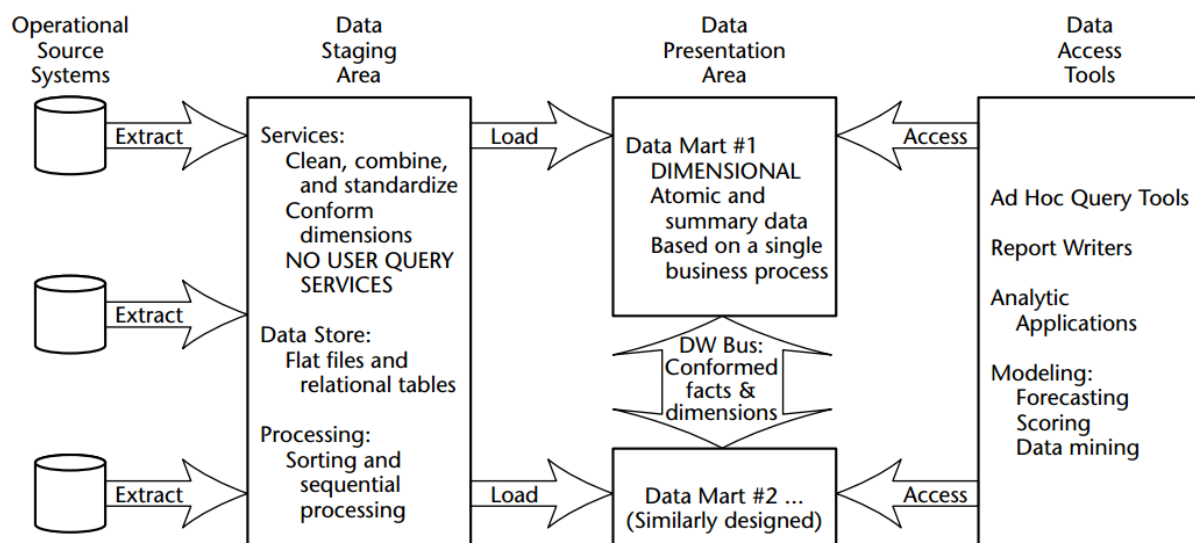 Operational
Source
Systems
Data
Staging
Area
Data
Presentation
Area
Data
Access
Tools
Extract
Extract
Extract
Services:
Clean, combine,
and standardize
Conform
dimensions
NO USER QUERY
SERVICES
Data Store:
Flat files and
relational tables
Processing:
Sorting and
sequential
processing
Load
Load
Data Mart #1
DIMENSIONAL
Atomic and
summary data
Based on a single
business process
DW Bus:
Conformed
facts &
dimensions
Data Mart #2 ...
(Similarly designed)
Access
Access
Ad Hoc Query Tools
Report Writers
Analytic
Applications
Modeling:
Forecasting
Scoring
Data mining